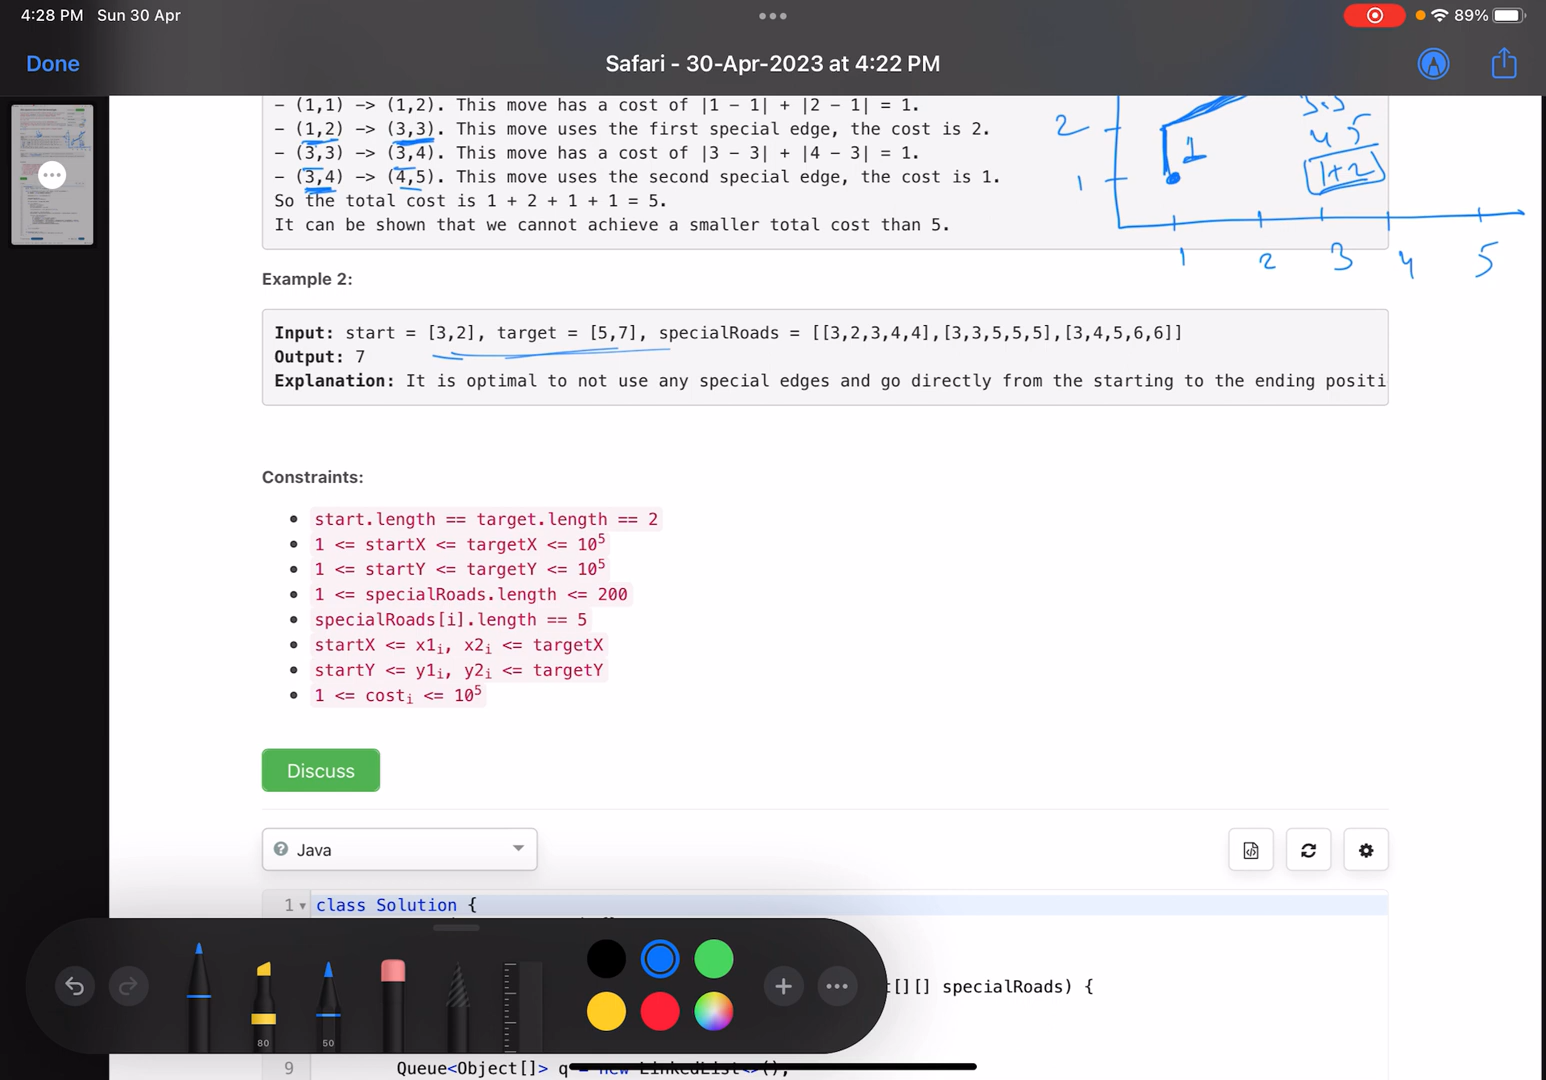 4:28 PM Sun 30 Apr
89%
Done
Safari - 30-Apr-2023 at 4:22 PM
- (1,1) -> (1,2). This move has a cost of |1 - 1| + |2 - 1| = 1.
- (1,2) -> (3,3). This move uses the first special edge, the cost is 2.
- (3,3) -> (3,4). This move has a cost of |3 - 3| + |4 - 3| = 1.
- (3,4) -> (4,5). This move uses the second special edge, the cost is 1.
So the total cost is 1 + 2 + 1 + 1 = 5.
It can be shown that we cannot achieve a smaller total cost than 5.
3.3
2
4 5
1
1+2
1
1 2 3 4 5
Example 2:
Input: start = [3,2], target = [5,7], specialRoads = [[3,2,3,4,4],[3,3,5,5,5],[3,4,5,6,6]]
Output: 7
Explanation: It is optimal to not use any special edges and go directly from the starting to the ending positi
Constraints:
start.length == target.length == 2
1 <= startX <= targetX <= 10⁵
1 <= startY <= targetY <= 10⁵
1 <= specialRoads.length <= 200
specialRoads[i].length == 5
startX <= x1ᵢ, x2ᵢ <= targetX
startY <= y1ᵢ, y2ᵢ <= targetY
1 <= costᵢ <= 10⁵
Discuss
Java
1 class Solution {
t[][] specialRoads) {
80 50
9 Queue<Object[]> q = new LinkedList<>();